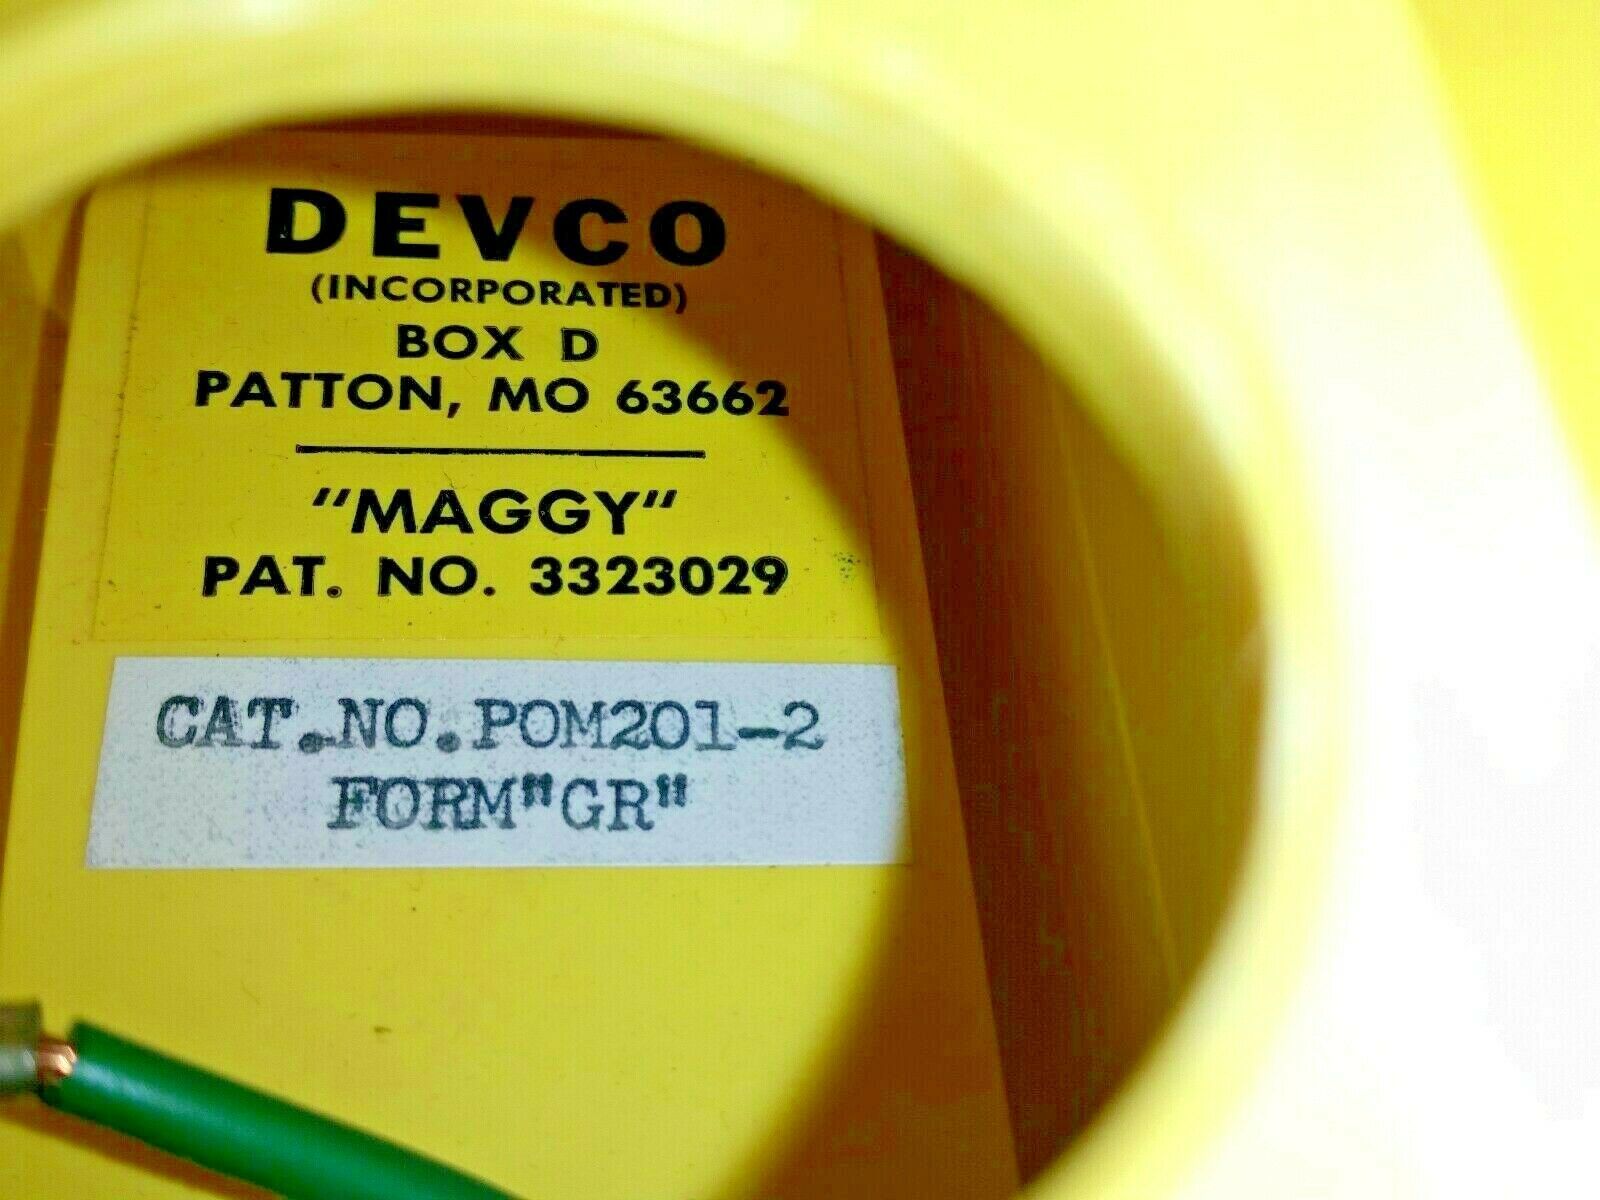 DEVCO
(INCORPORATED)
BOX D
PATTON, MO 63662
"MAGGY"
PAT. NO. 3323029
CAT.NO.POM201-2
FORM"GR"